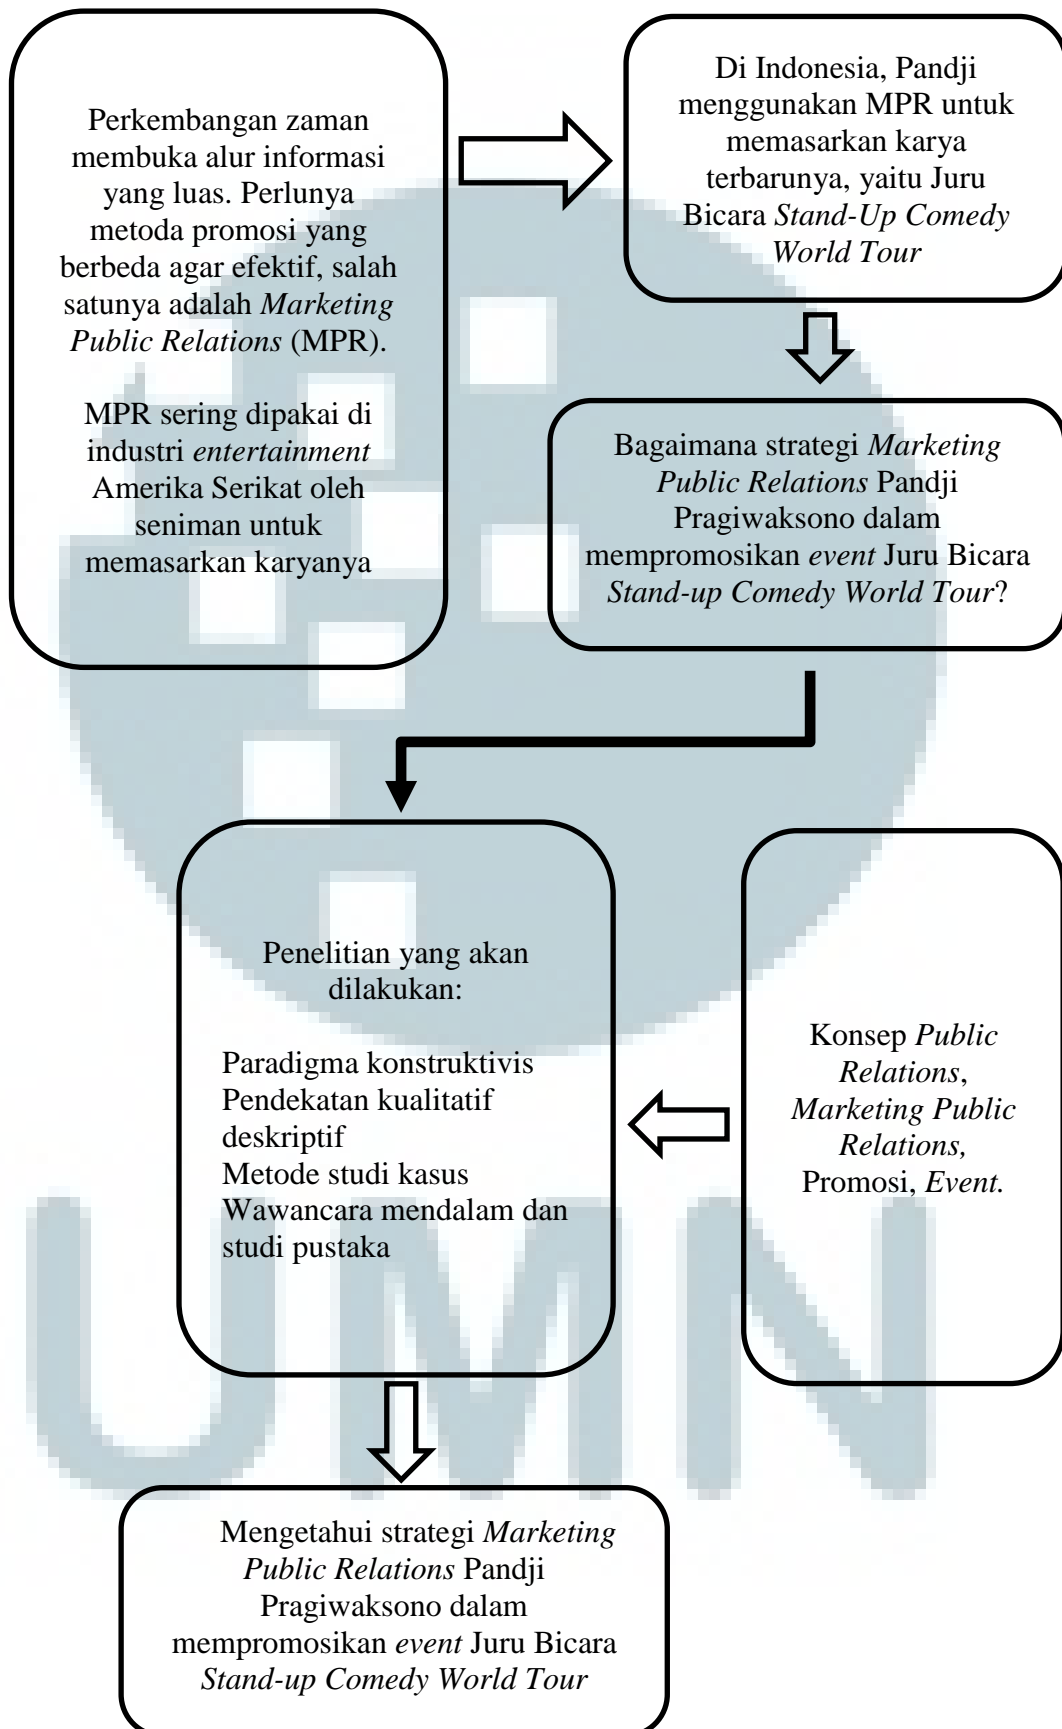 Perkembangan zaman
membuka alur informasi
yang luas. Perlunya
metoda promosi yang
berbeda agar efektif, salah
satunya adalah Marketing
Public Relations (MPR).
MPR sering dipakai di
industri entertainment
Amerika Serikat oleh
seniman untuk
memasarkan karyanya
Di Indonesia, Pandji
menggunakan MPR untuk
memasarkan karya
terbarunya, yaitu Juru
Bicara Stand-Up Comedy
World Tour
Bagaimana strategi Marketing
Public Relations Pandji
Pragiwaksono dalam
mempromosikan event Juru Bicara
Stand-up Comedy World Tour?
Penelitian yang akan
dilakukan:
Paradigma konstruktivis
Pendekatan kualitatif
deskriptif
Metode studi kasus
Wawancara mendalam dan
studi pustaka
Konsep Public
Relations,
Marketing Public
Relations,
Promosi, Event.
Mengetahui strategi Marketing
Public Relations Pandji
Pragiwaksono dalam
mempromosikan event Juru Bicara
Stand-up Comedy World Tour
UMN